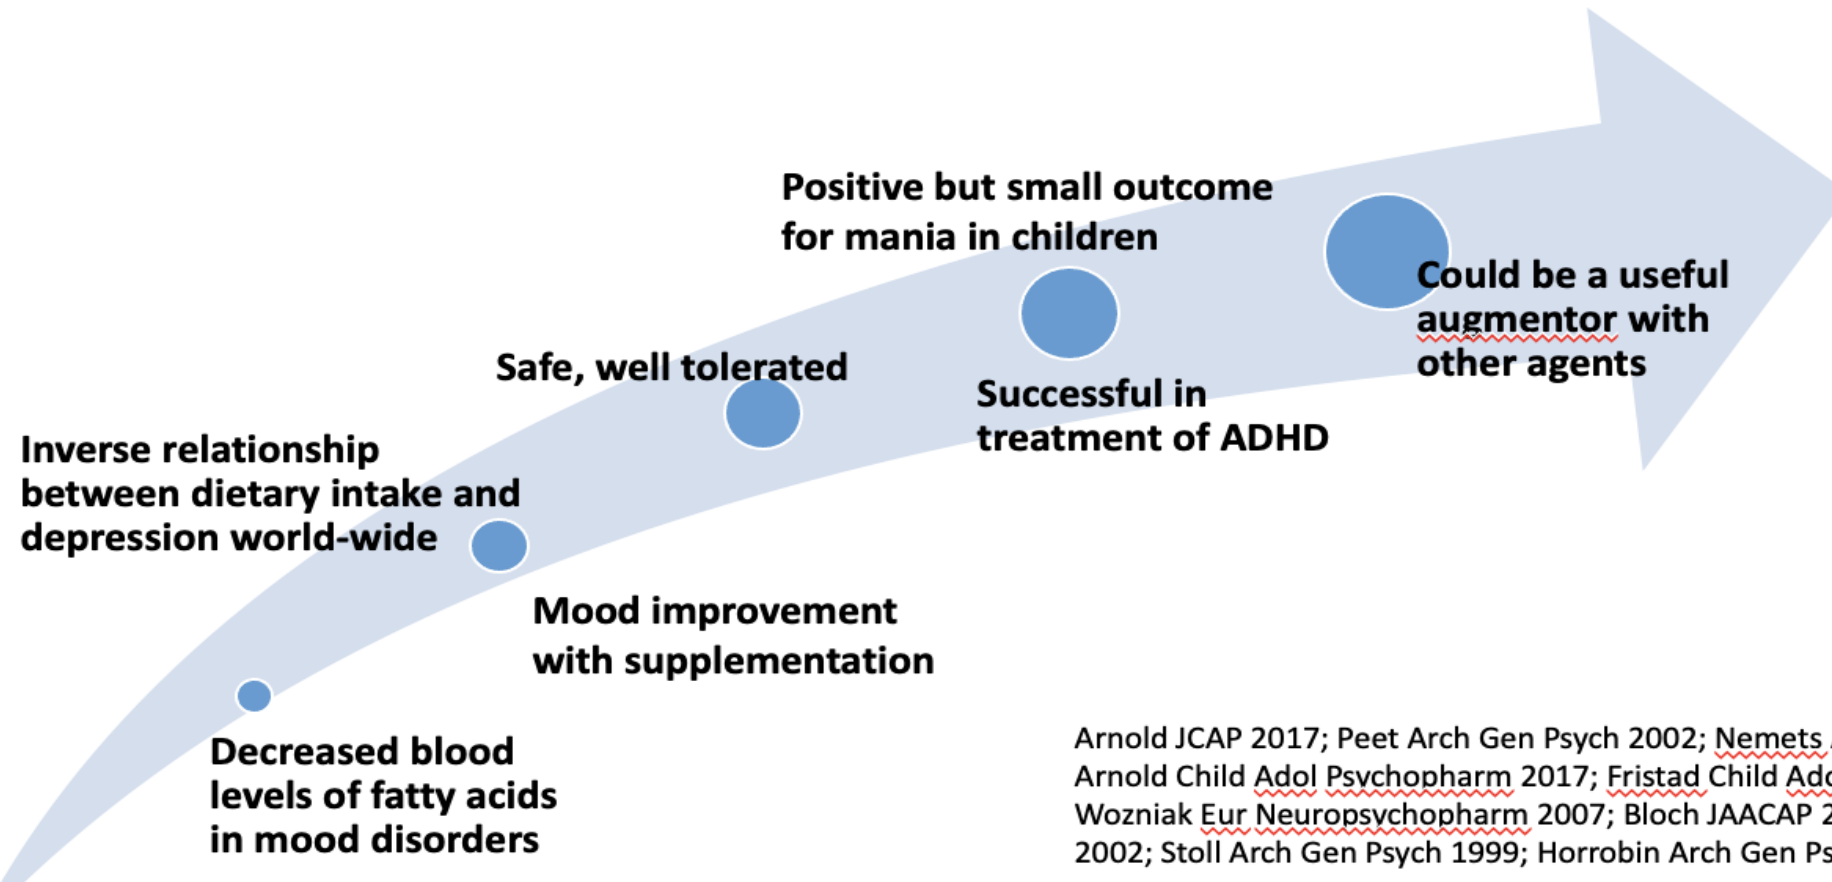 Positive but small outcome
for mania in children
Could be a useful
augmentor with
other agents
Safe, well tolerated
Successful in
treatment of ADHD
Inverse relationship
between dietary intake and
depression world-wide
Mood improvement
with supplementation
Decreased blood
levels of fatty acids
in mood disorders
Arnold JCAP 2017; Peet Arch Gen Psych 2002; Nemets
Arnold Child Adol Psychopharm 2017; Fristad Child
Wozniak Eur Neuropsychopharm 2007; Bloch JAACAP
2002; Stoll Arch Gen Psych 1999; Horrobin Arch Gen